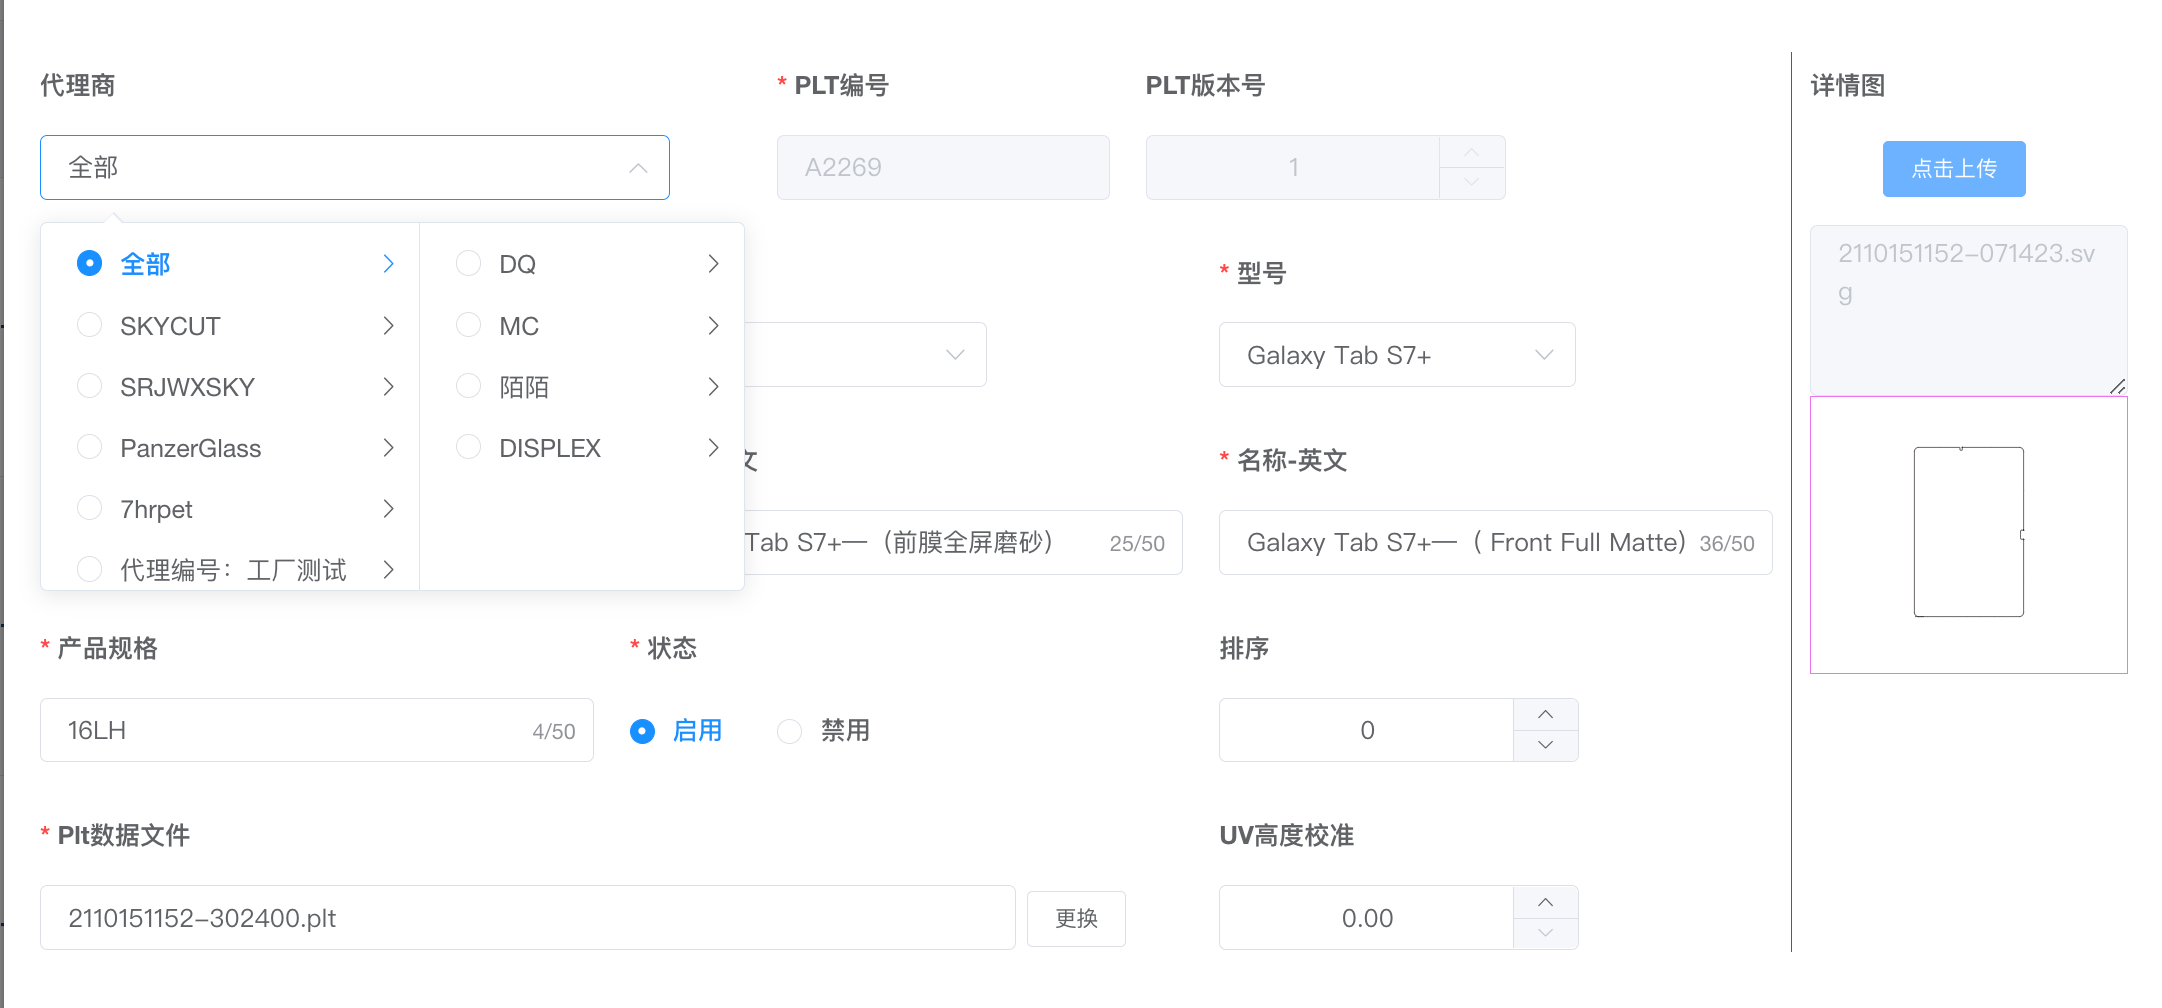 代理商
* PLT编号
PLT版本号
详情图
全部
A2269
1
点击上传
2110151152-071423.sv
g
全部
DQ
SKYCUT
MC
SRJWXSKY
陌陌
PanzerGlass
DISPLEX
7hrpet
代理编号：工厂测试
* 型号
Galaxy Tab S7+
文
* 名称-英文
Tab S7+—（前膜全屏磨砂）
25/50
Galaxy Tab S7+—（ Front Full Matte）
36/50
* 产品规格
* 状态
排序
16LH
4/50
启用
禁用
0
* Plt数据文件
UV高度校准
2110151152-302400.plt
更换
0.00